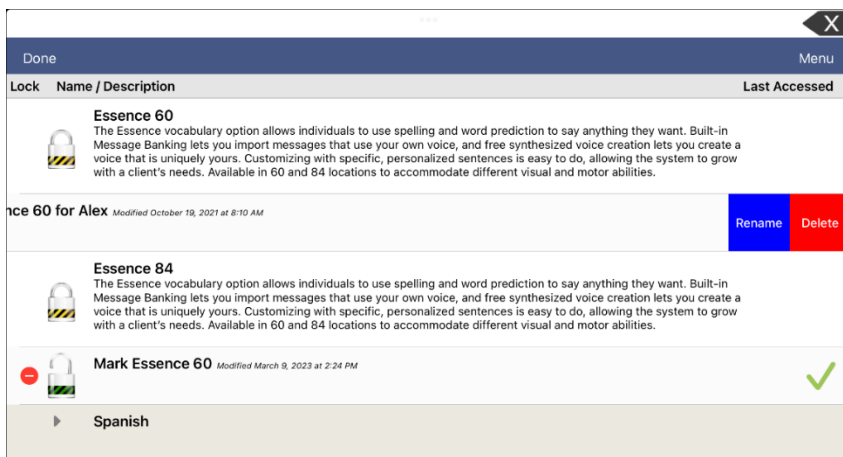 X
Done Menu
Lock Name / Description Last Accessed
Essence 60
The Essence vocabulary option allows individuals to use spelling and word prediction to say anything they want. Built-in
Message Banking lets you import messages that use your own voice, and free synthesized voice creation lets you create a
voice that is uniquely yours. Customizing with specific, personalized sentences is easy to do, allowing the system to grow
with a client's needs. Available in 60 and 84 locations to accommodate different visual and motor abilities.
nce 60 for Alex Modified October 19, 2021 at 8:10 AM
Rename Delete
Essence 84
The Essence vocabulary option allows individuals to use spelling and word prediction to say anything they want. Built-in
Message Banking lets you import messages that use your own voice, and free synthesized voice creation lets you create a
voice that is uniquely yours. Customizing with specific, personalized sentences is easy to do, allowing the system to grow
with a client's needs. Available in 60 and 84 locations to accommodate different visual and motor abilities.
Mark Essence 60 Modified March 9, 2023 at 2:24 PM
Spanish